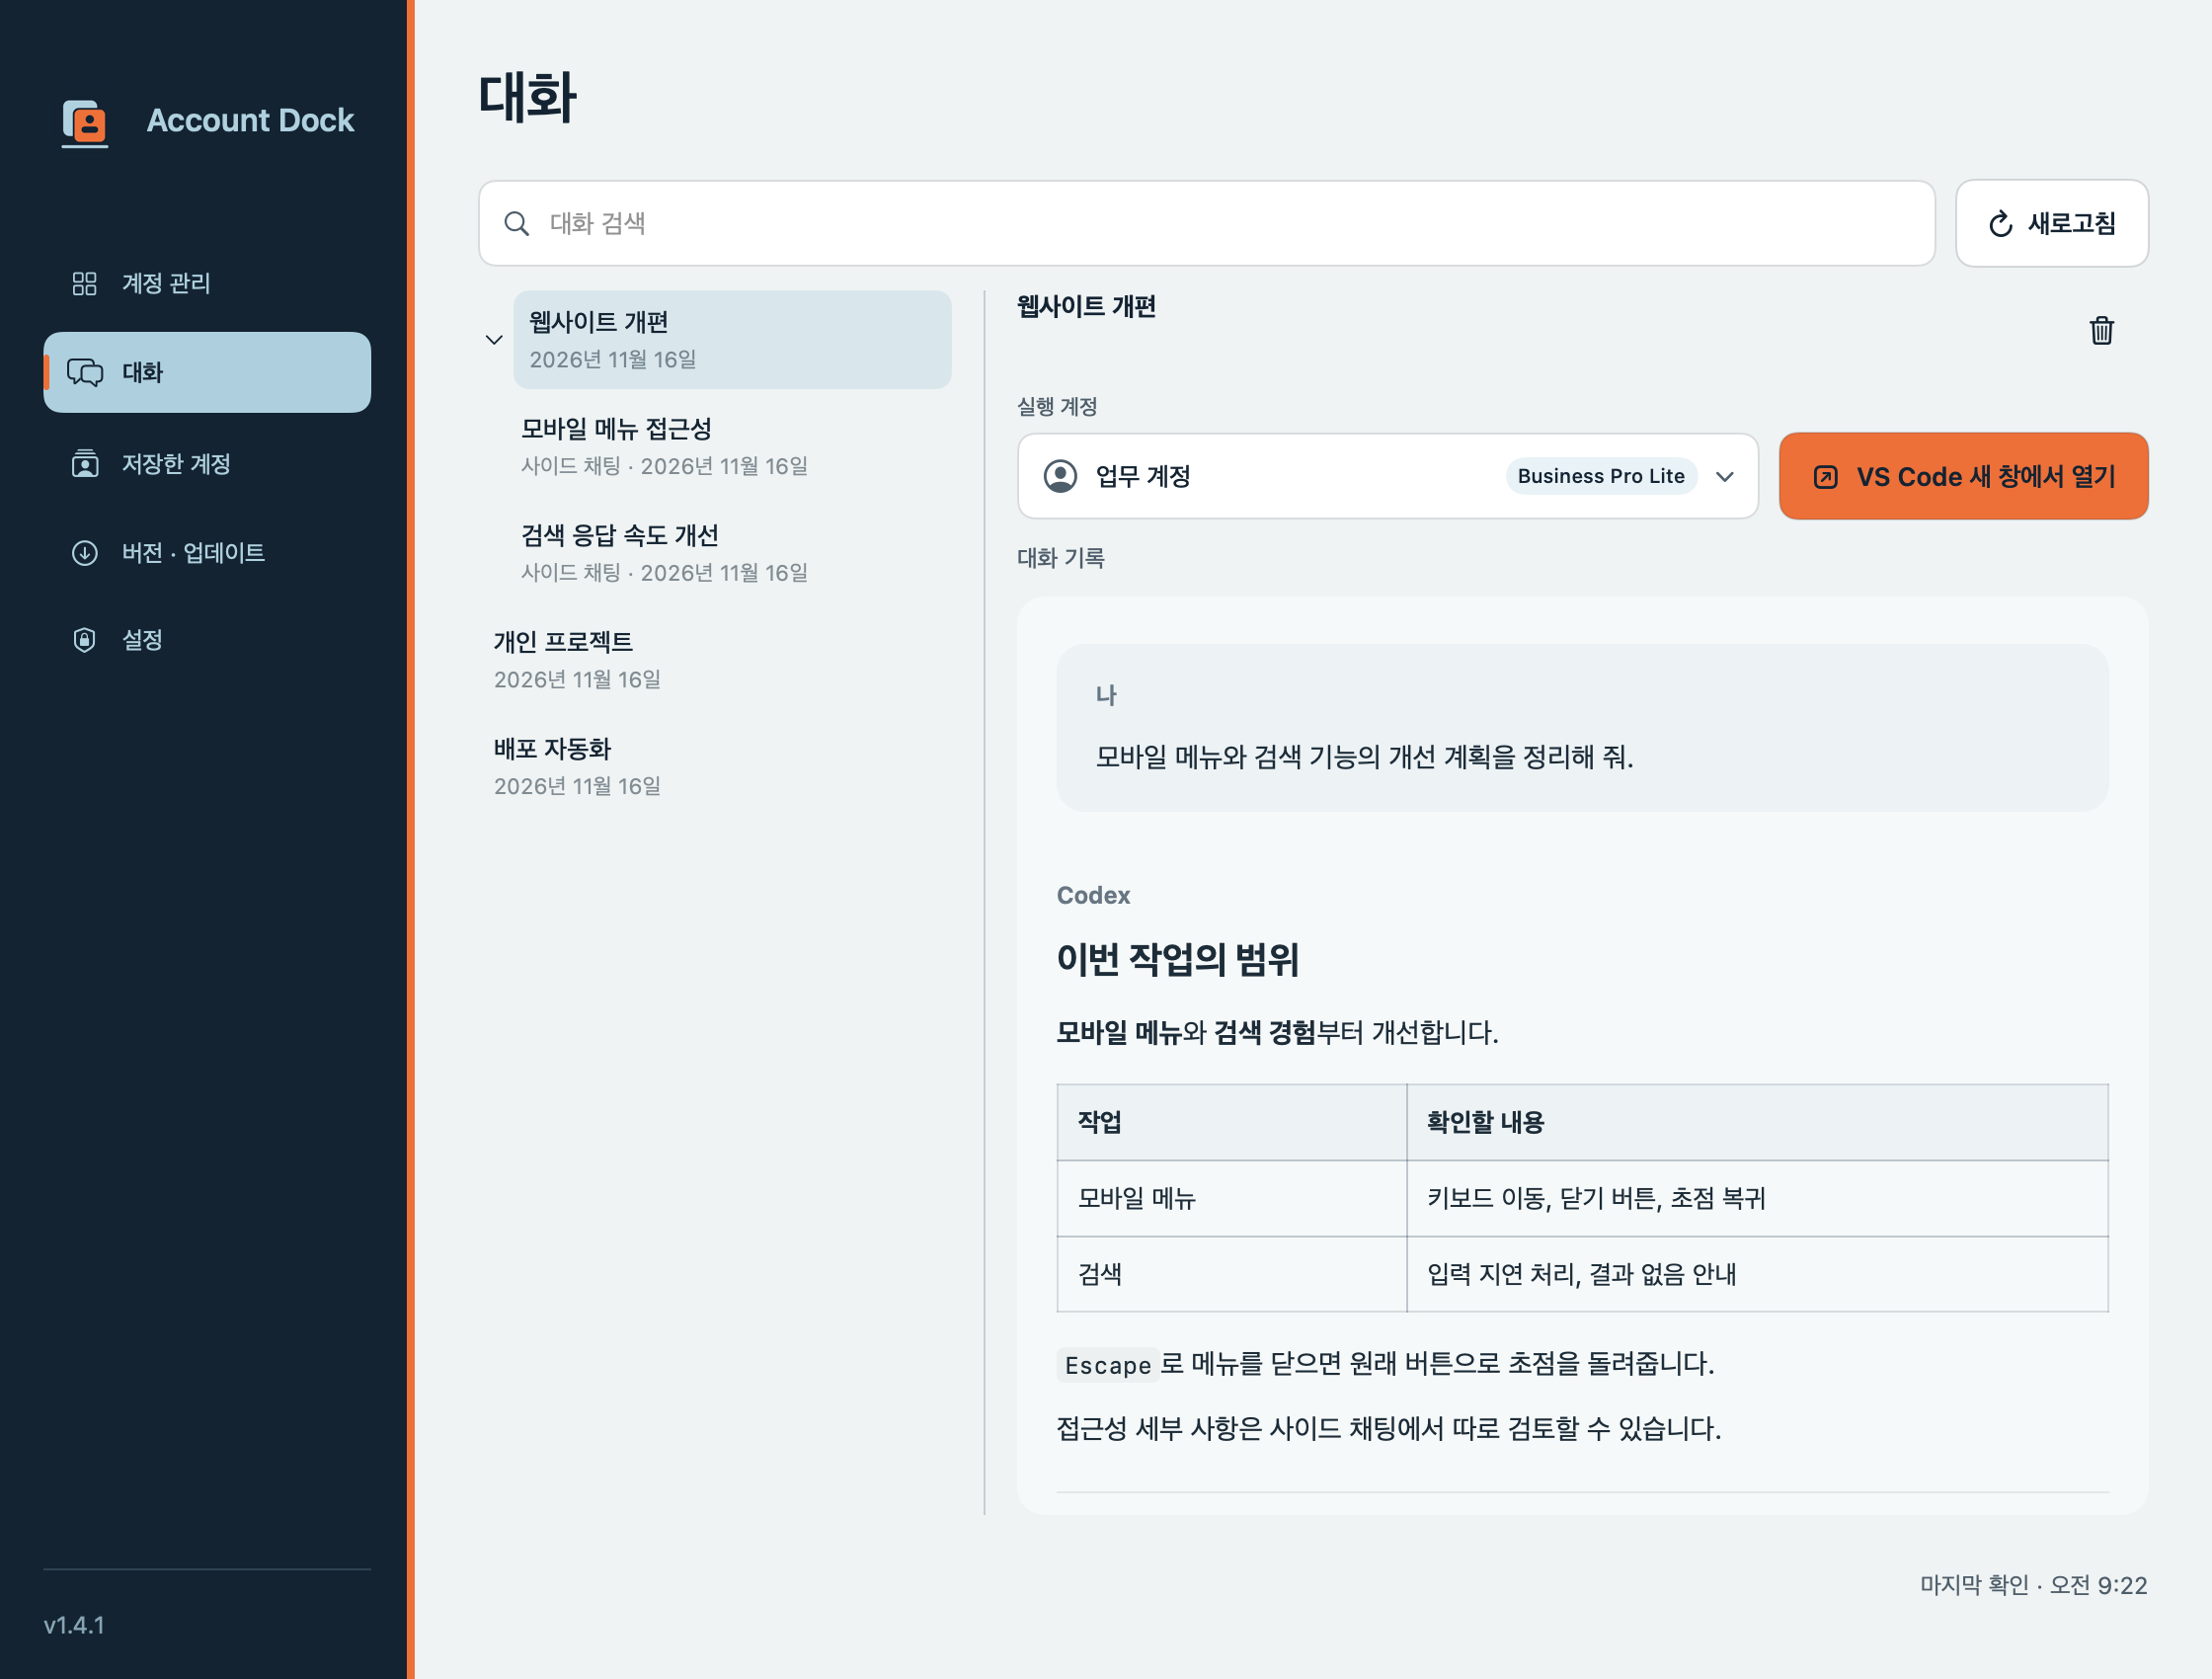 Account Dock
계정 관리
대화
저장한 계정
버전 · 업데이트
설정
v1.4.1
대화
대화 검색
새로고침
웹사이트 개편
2026년 11월 16일
모바일 메뉴 접근성
사이드 채팅 · 2026년 11월 16일
검색 응답 속도 개선
사이드 채팅 · 2026년 11월 16일
개인 프로젝트
2026년 11월 16일
배포 자동화
2026년 11월 16일
웹사이트 개편
실행 계정
업무 계정 Business Pro Lite
VS Code 새 창에서 열기
대화 기록
나
모바일 메뉴와 검색 기능의 개선 계획을 정리해 줘.
Codex
이번 작업의 범위
모바일 메뉴와 검색 경험부터 개선합니다.
작업 확인할 내용
모바일 메뉴 키보드 이동, 닫기 버튼, 초점 복귀
검색 입력 지연 처리, 결과 없음 안내
Escape로 메뉴를 닫으면 원래 버튼으로 초점을 돌려줍니다.
접근성 세부 사항은 사이드 채팅에서 따로 검토할 수 있습니다.
마지막 확인 · 오전 9:22